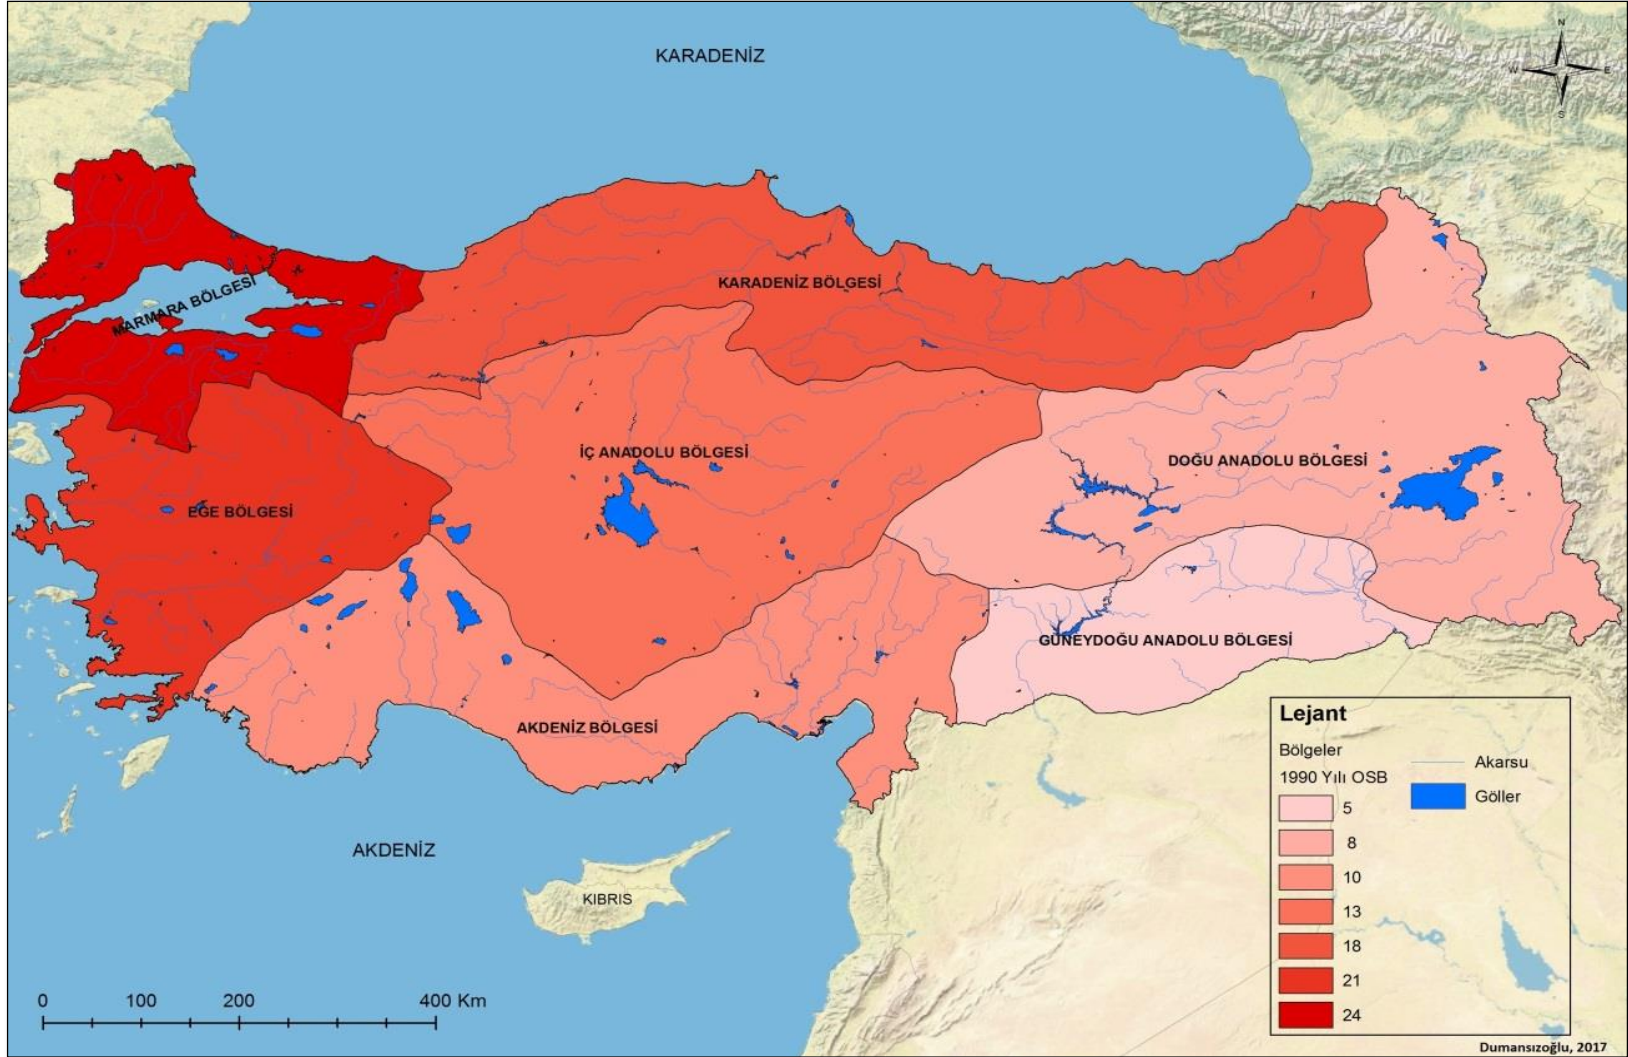 KARADENİZ
N
W E
S
MARMARA BÖLGESİ
KARADENİZ BÖLGESİ
İÇ ANADOLU BÖLGESİ
DOĞU ANADOLU BÖLGESİ
EGE BÖLGESİ
GÜNEYDOĞU ANADOLU BÖLGESİ
AKDENİZ BÖLGESİ
AKDENİZ
KIBRIS
0 100 200 400 Km
Lejant
Bölgeler
1990 Yılı OSB
5
8
10
13
18
21
24
Akarsu
Göller
Dumansızoğlu, 2017